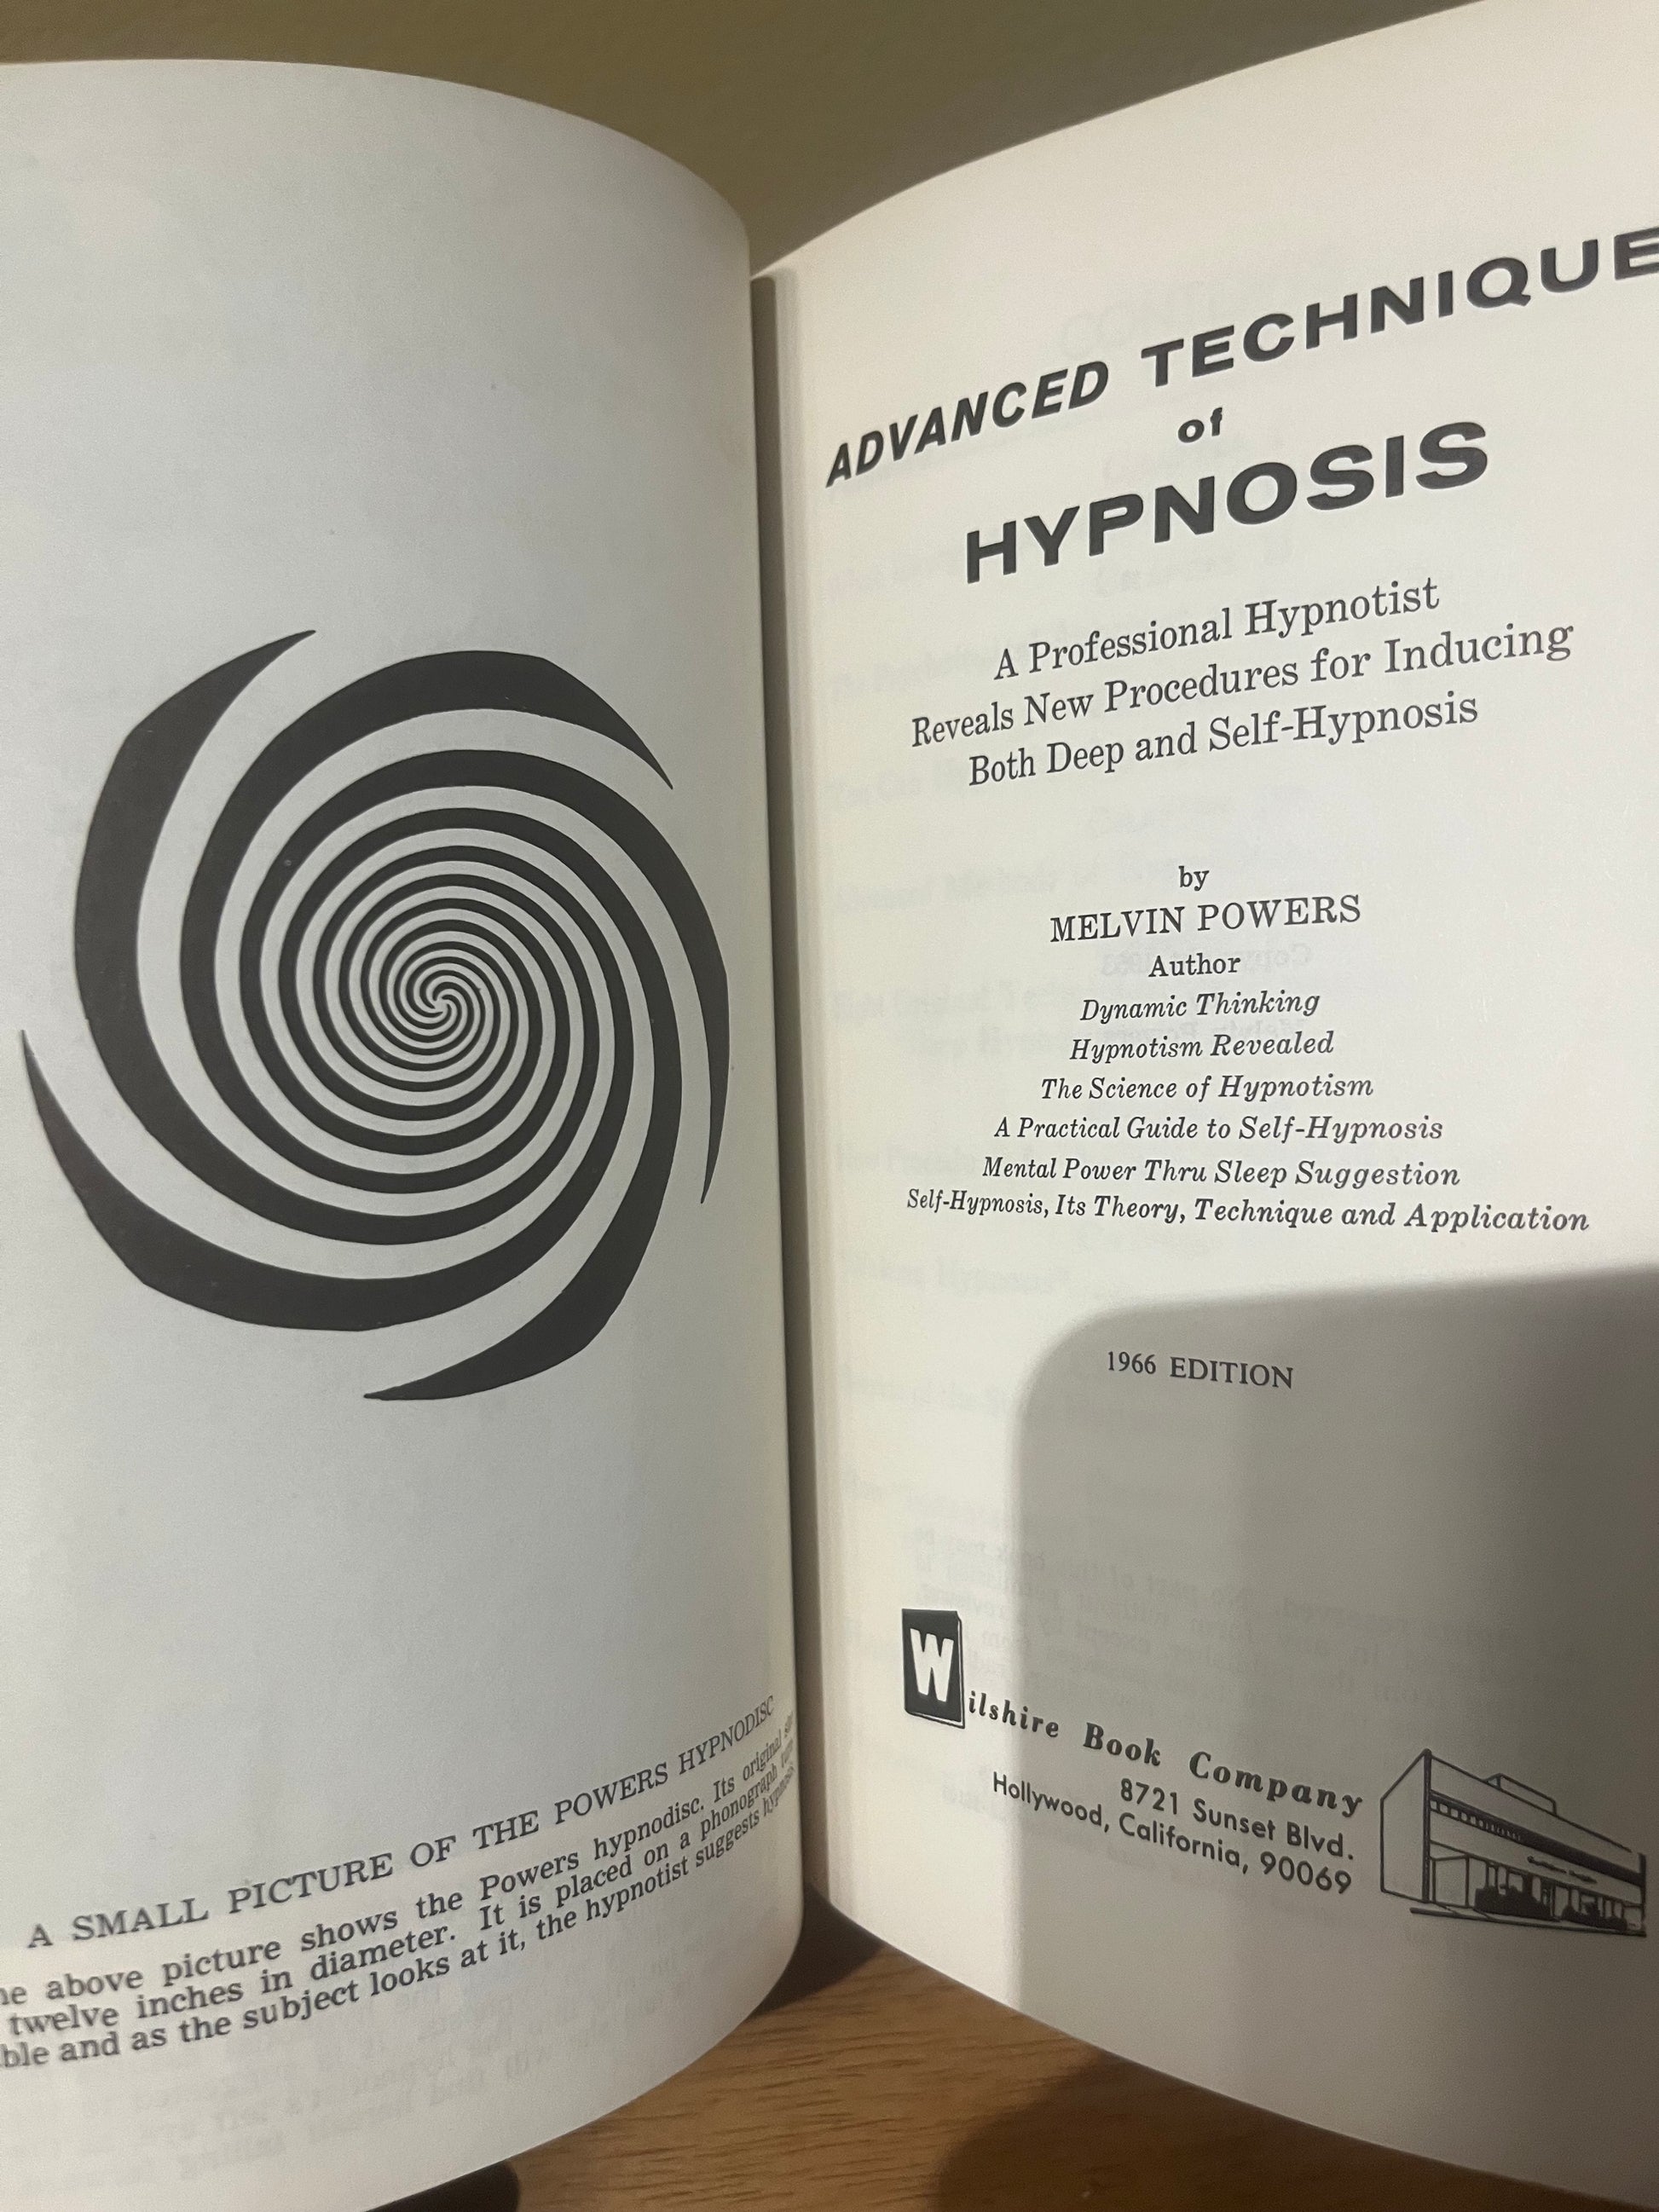 A SMALL PICTURE OF THE POWERS HYPNODISC
above picture shows the Powers hypnodisc. Its original
twelve inches in diameter. It is placed on a phonograph
and as the subject looks at it, the hypnotist suggests
ADVANCED TECHNIQUE
of
HYPNOSIS
A Professional Hypnotist
Reveals New Procedures for Inducing
Both Deep and Self-Hypnosis
by
MELVIN POWERS
Author
Dynamic Thinking
Hypnotism Revealed
The Science of Hypnotism
A Practical Guide to Self-Hypnosis
Mental Power Thru Sleep Suggestion
Self-Hypnosis, Its Theory, Technique and Application
1966 EDITION
Wilshire Book Company
8721 Sunset Blvd.
Hollywood, California, 90069